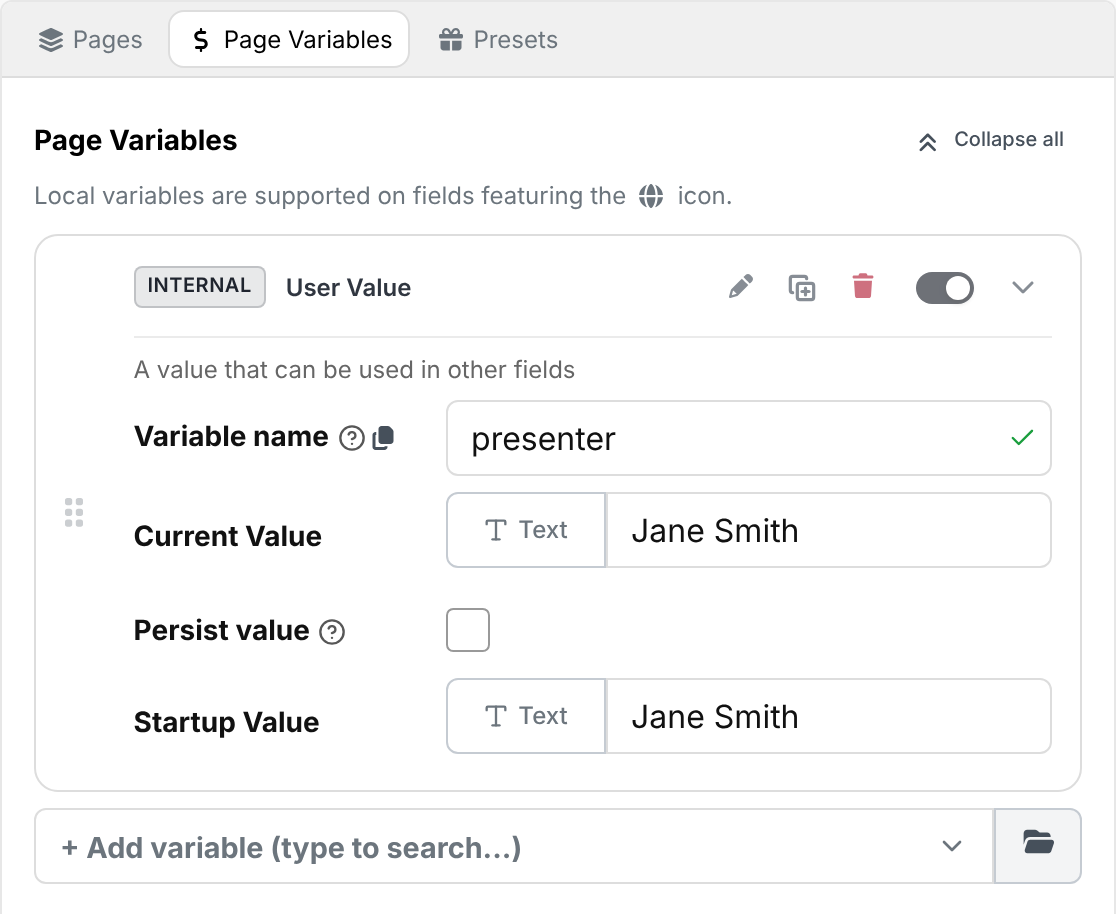 Pages
$ Page Variables
Presets
Page Variables
Collapse all
Local variables are supported on fields featuring the icon.
INTERNAL
User Value
A value that can be used in other fields
Variable name ?
presenter
Current Value
T Text
Jane Smith
Persist value ?
Startup Value
T Text
Jane Smith
+ Add variable (type to search...)